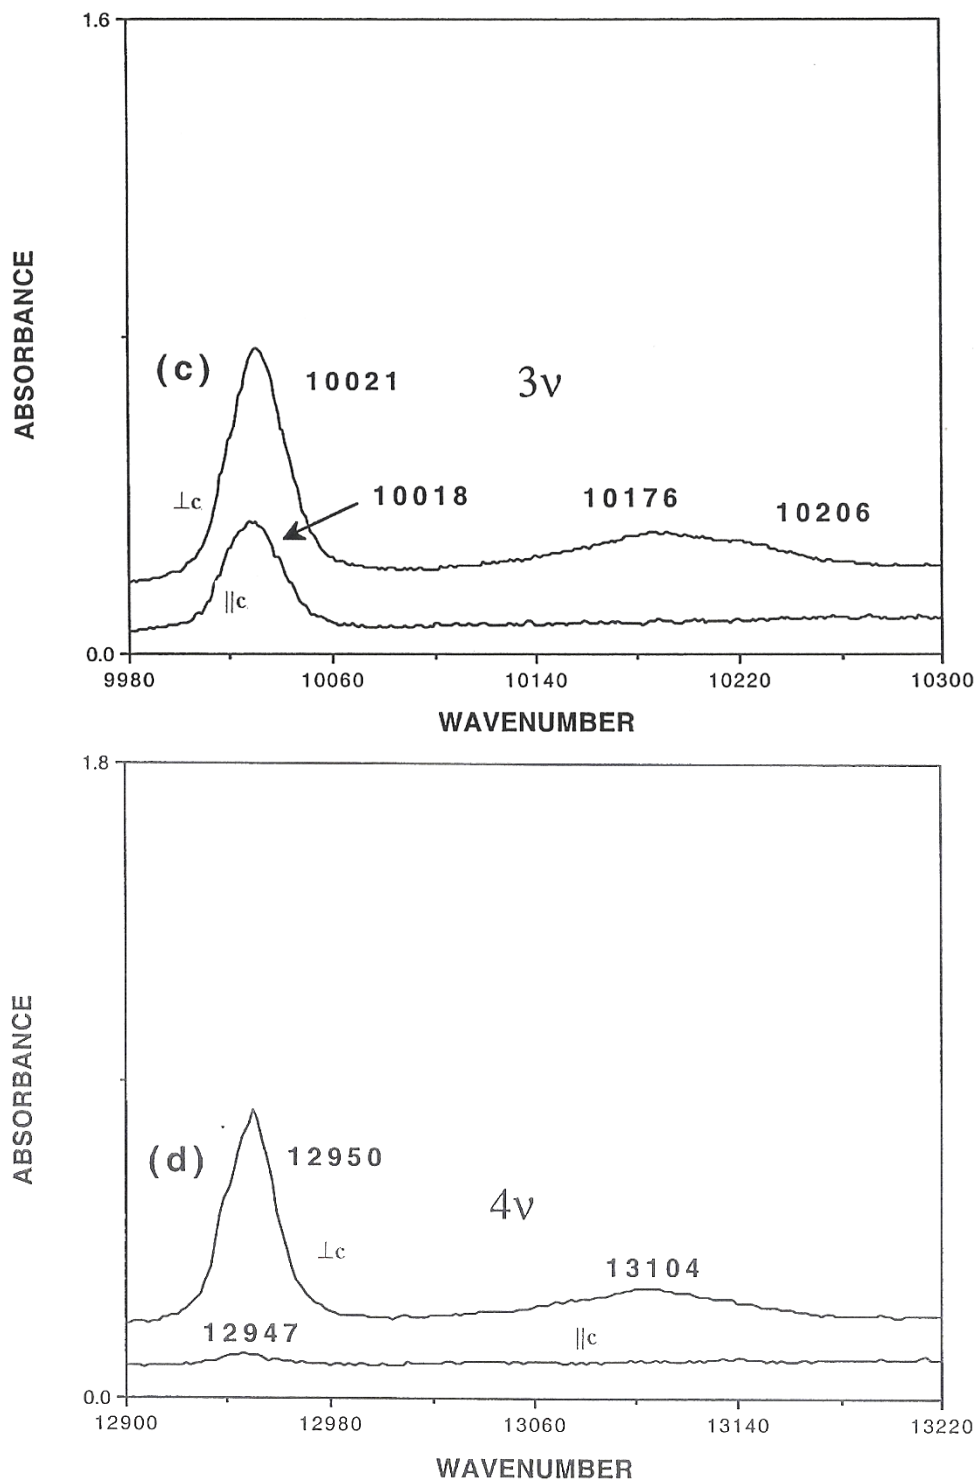 1.6
ABSORBANCE
(c)
10021
3ν
⊥c
10018
10176
10206
||c
0.0
9980 10060 10140 10220 10300
WAVENUMBER
1.8
ABSORBANCE
(d)
12950
4ν
⊥c
13104
12947
||c
0.0
12900 12980 13060 13140 13220
WAVENUMBER